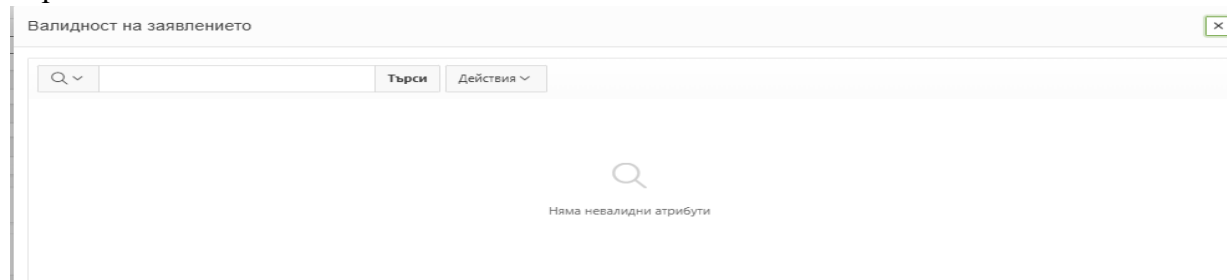 Валидност на заявлението
Търси Действия
Няма невалидни атрибути